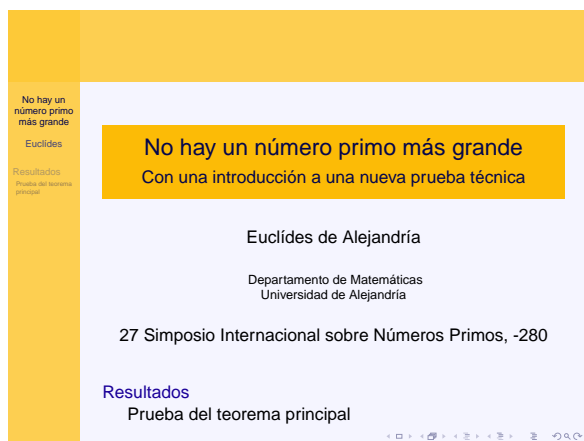 No hay un
número primo
más grande
Euclídes
Resultados
Prueba del teorema
principal
No hay un número primo más grande
Con una introducción a una nueva prueba técnica
Euclídes de Alejandría
Departamento de Matemáticas
Universidad de Alejandría
27 Simposio Internacional sobre Números Primos, -280
Resultados
Prueba del teorema principal